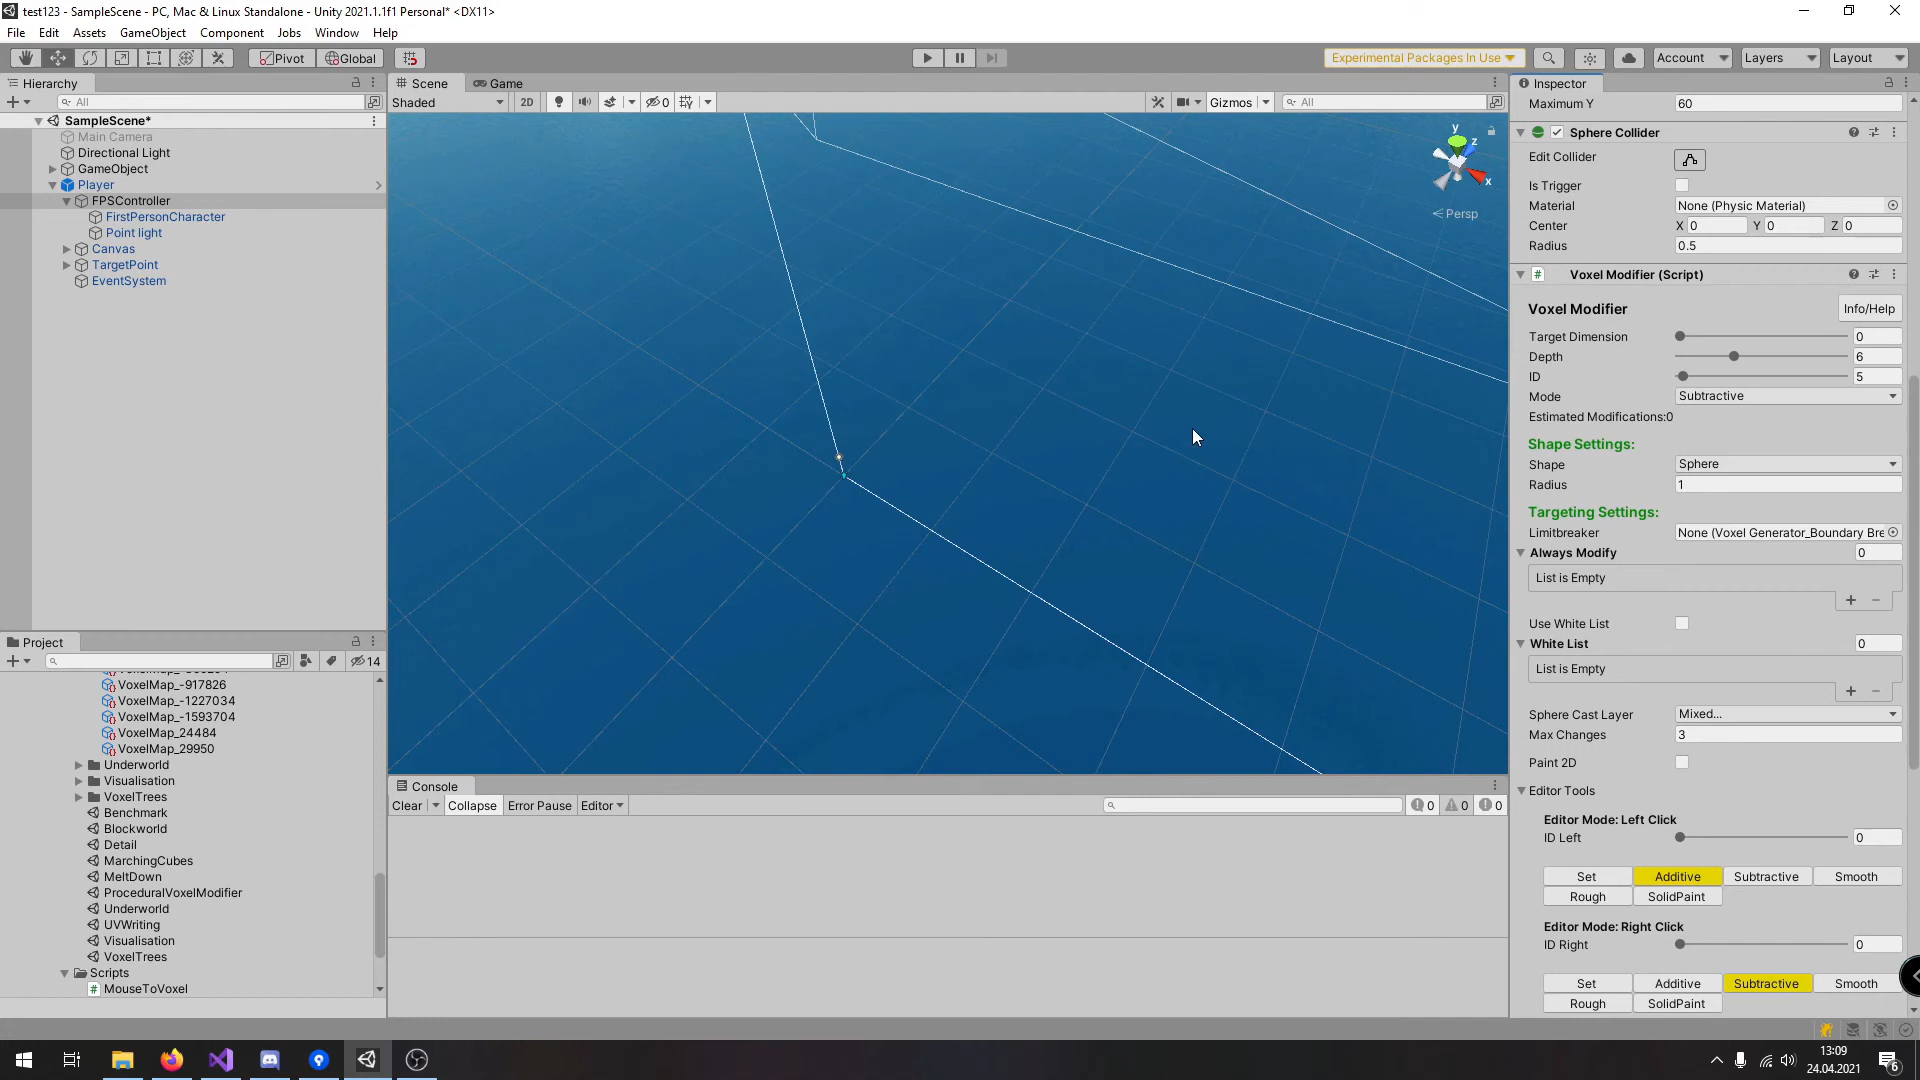 test123 - SampleScene - PC, Mac & Linux Standalone - Unity 2021.1.1f1 Personal* <DX11>
File Edit Assets GameObject Component Jobs Window Help
Pivot Global
Experimental Packages In Use
Account Layers Layout
Hierarchy
All
SampleScene*
Main Camera
Directional Light
GameObject
Player
FPSController
FirstPersonCharacter
Point light
Canvas
TargetPoint
EventSystem
Scene Game
Shaded 2D 0 Gizmos All
y
z
x
Persp
Project
14
VoxelMap_-917826
VoxelMap_-1227034
VoxelMap_-1593704
VoxelMap_24484
VoxelMap_29950
Underworld
Visualisation
VoxelTrees
Benchmark
Blockworld
Detail
MarchingCubes
MeltDown
ProceduralVoxelModifier
Underworld
UVWriting
Visualisation
VoxelTrees
Scripts
MouseToVoxel
Console
Clear Collapse Error Pause Editor 0 0 0
Inspector
Maximum Y 60
Sphere Collider
Edit Collider
Is Trigger
Material None (Physic Material)
Center X 0 Y 0 Z 0
Radius 0.5
Voxel Modifier (Script)
Voxel Modifier Info/Help
Target Dimension 0
Depth 6
ID 5
Mode Subtractive
Estimated Modifications:0
Shape Settings:
Shape Sphere
Radius 1
Targeting Settings:
Limitbreaker None (Voxel Generator_Boundary Bre
Always Modify 0
List is Empty
+ −
Use White List
White List 0
List is Empty
+ −
Sphere Cast Layer Mixed...
Max Changes 3
Paint 2D
Editor Tools
Editor Mode: Left Click
ID Left 0
Set Additive Subtractive Smooth
Rough SolidPaint
Editor Mode: Right Click
ID Right 0
Set Additive Subtractive Smooth
Rough SolidPaint
13:09
24.04.2021
6